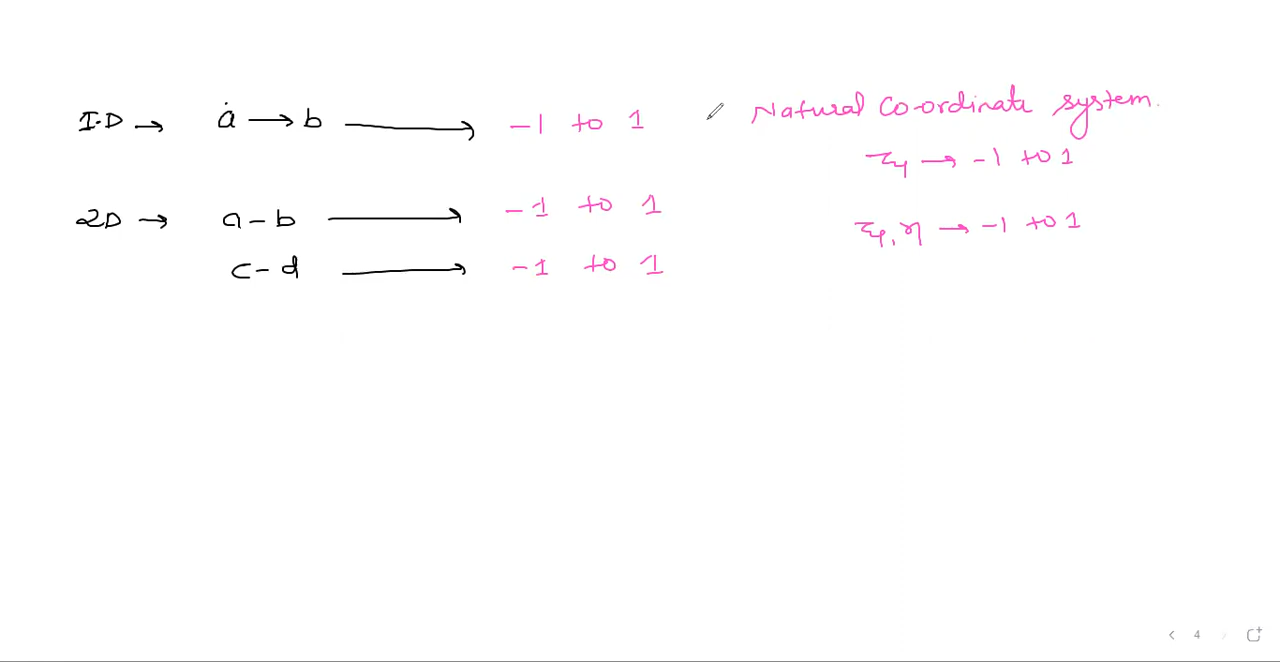 1-D → a → b → -1 to 1
Natural Co-ordinate system.
ξ → -1 to 1
2D → a - b → -1 to 1
ξ, η → -1 to 1
c - d → -1 to 1
4